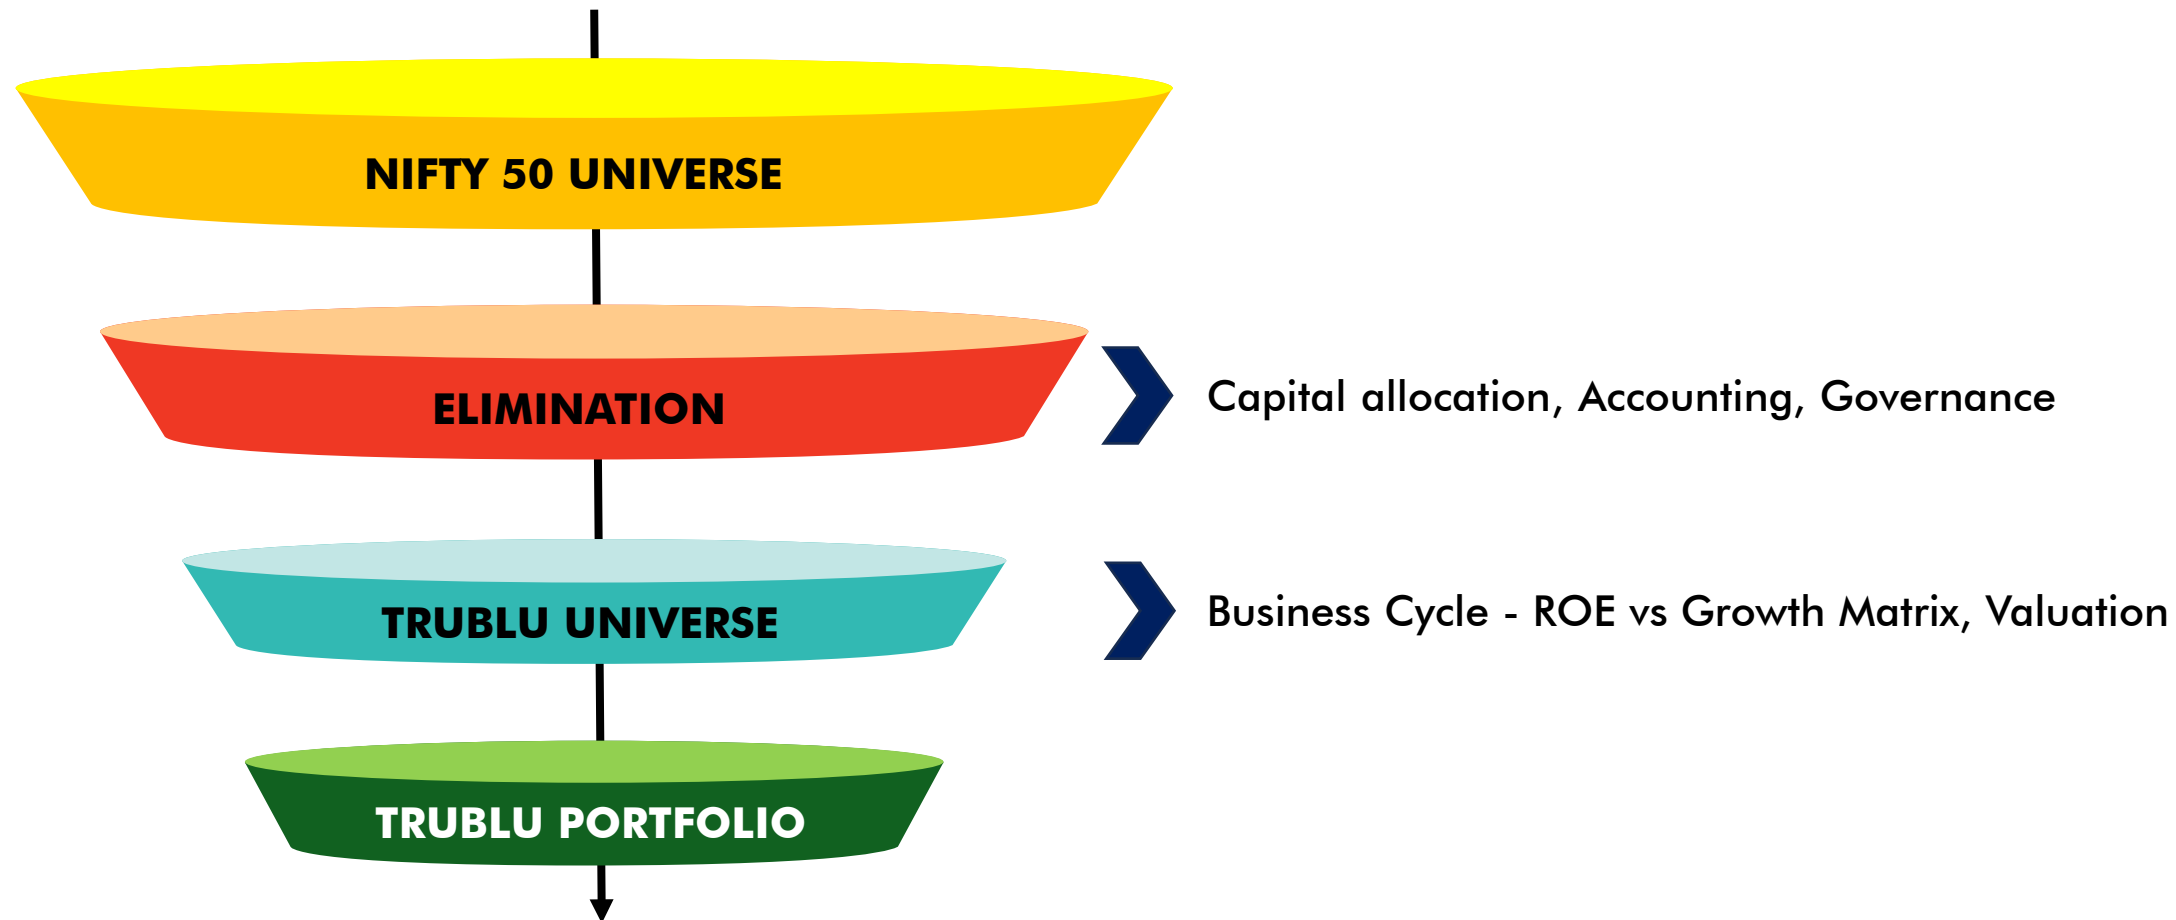 NIFTY 50 UNIVERSE
ELIMINATION
Capital allocation, Accounting, Governance
TRUBLU UNIVERSE
Business Cycle - ROE vs Growth Matrix, Valuation
TRUBLU PORTFOLIO